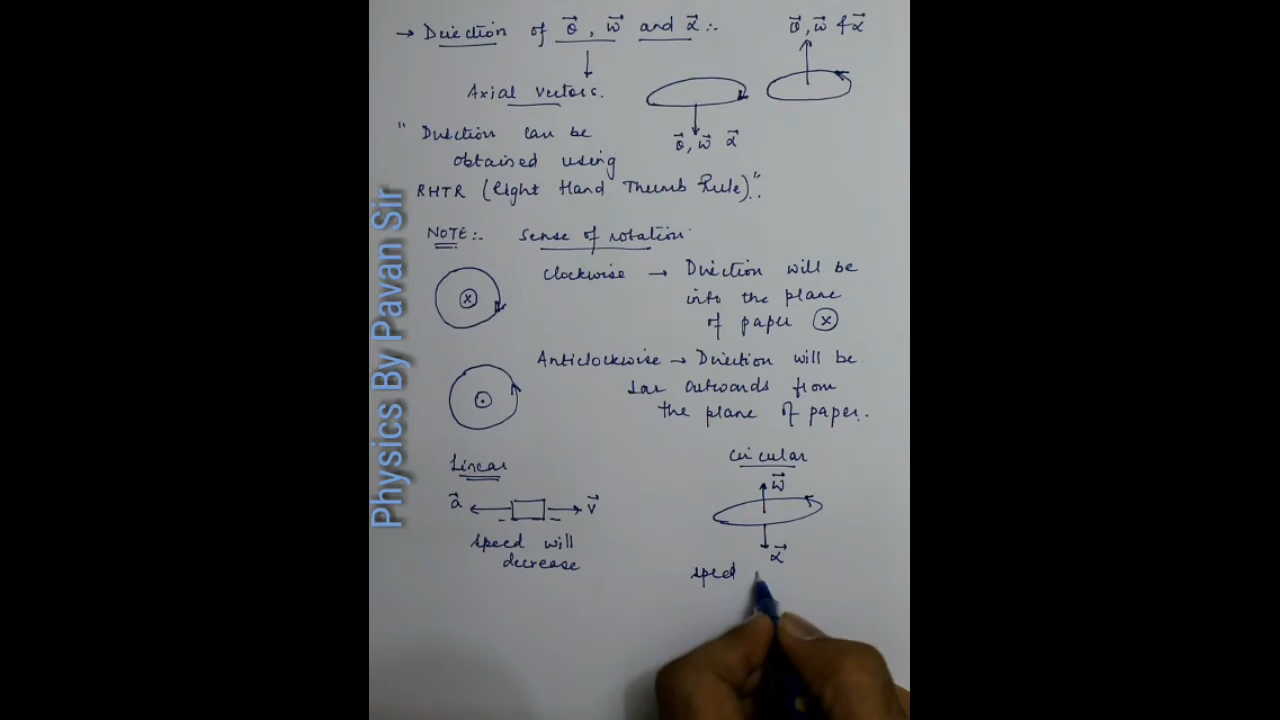 → Direction of θ⃗, w⃗ and α⃗ :.
θ⃗, w⃗ & α⃗
Axial vectors.
θ⃗, w⃗ α⃗
" Direction can be
obtained using
RHTR (Right Hand Thumb Rule)":.
NOTE:. Sense of rotation.
Clockwise → Direction will be
into the plane
of paper ⓧ
x
Anticlockwise → Direction will be
outwards from
the plane of paper.
Linear
Circular
a⃗ v⃗
w⃗
α⃗
speed will
decrease
speed
Physics By Pavan Sir